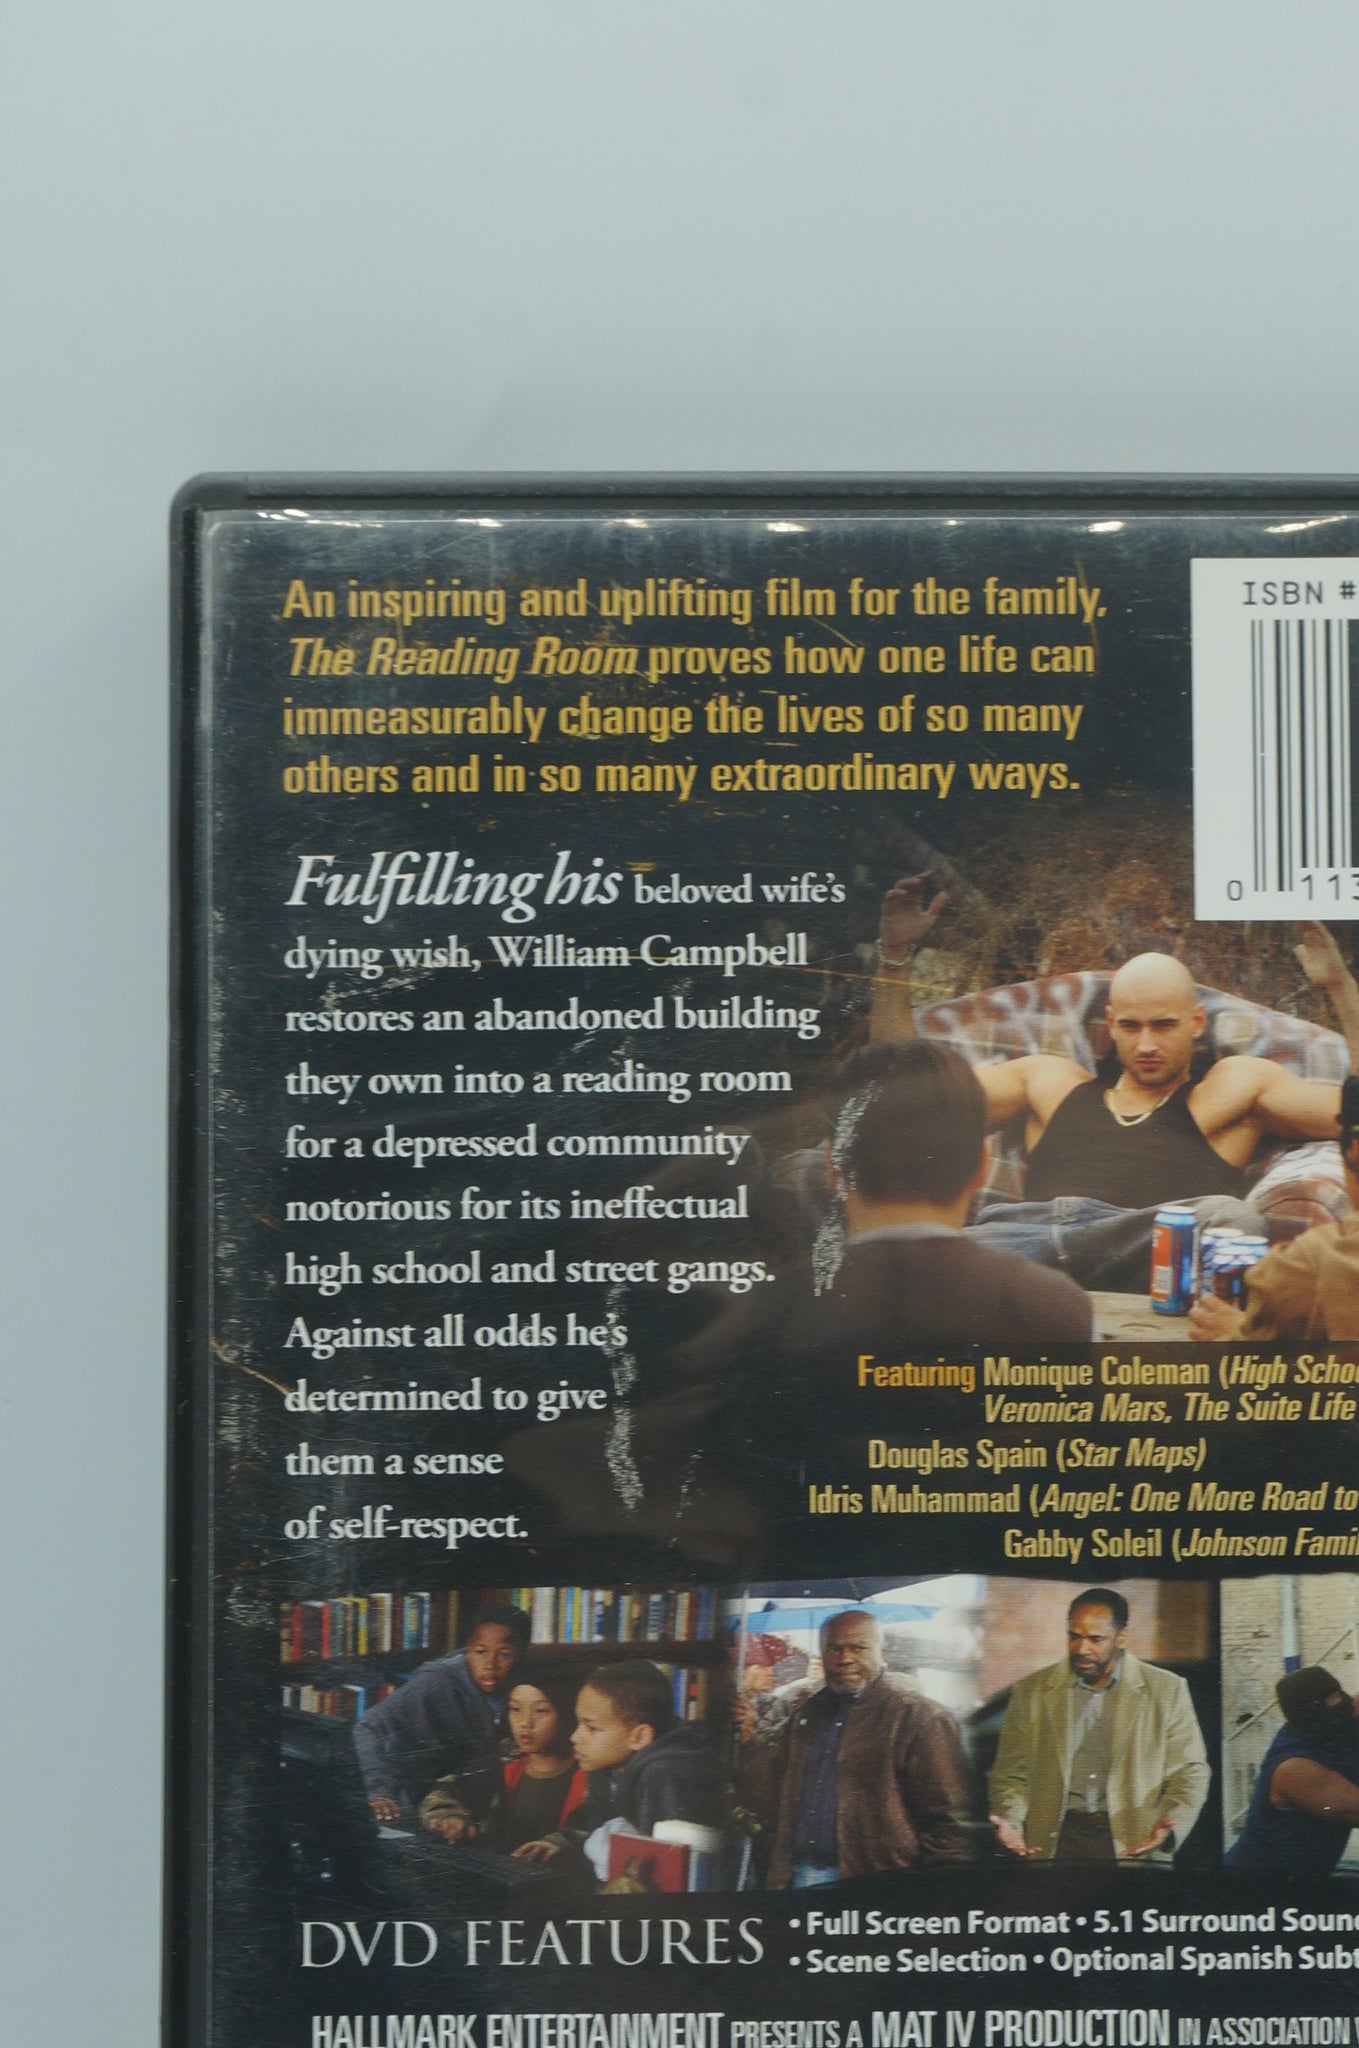 An inspiring and uplifting film for the family,
The Reading Room proves how one life can
immeasurably change the lives of so many
others and in so many extraordinary ways.
ISBN #
0 113
Fulfilling his beloved wife's
dying wish, William Campbell
restores an abandoned building
they own into a reading room
for a depressed community
notorious for its ineffectual
high school and street gangs.
Against all odds he's
determined to give
them a sense
of self-respect.
Featuring Monique Coleman (High Schoo
Veronica Mars, The Suite Life
Douglas Spain (Star Maps)
Idris Muhammad (Angel: One More Road to
Gabby Soleil (Johnson Famil
DVD FEATURES
• Full Screen Format • 5.1 Surround Soun
• Scene Selection • Optional Spanish Subt
HALLMARK ENTERTAINMENT PRESENTS A MAT IV PRODUCTION IN ASSOCIATION